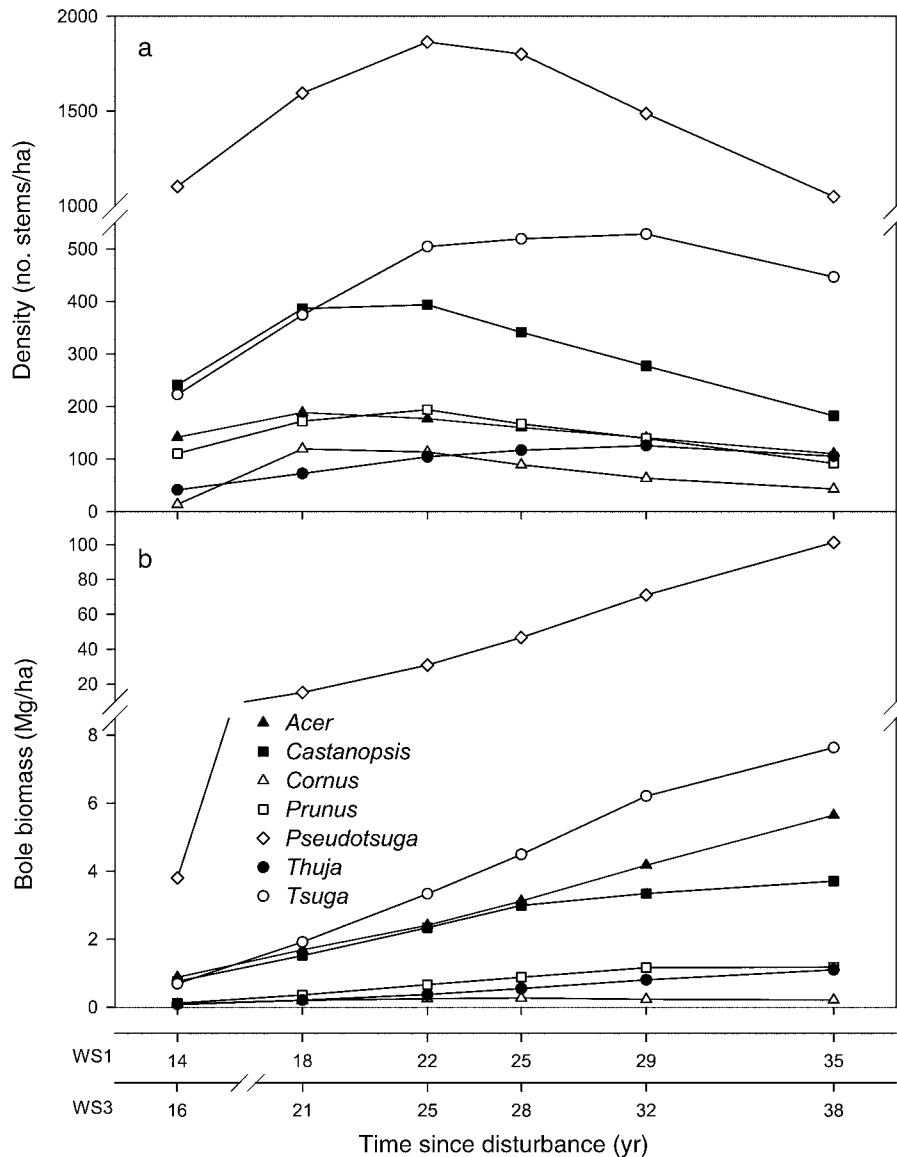 a
Density (no. stems/ha)
2000
1500
1000
500
400
300
200
100
0
b
Bole biomass (Mg/ha)
100
80
60
40
20
8
6
4
2
0
Acer
Castanopsis
Cornus
Prunus
Pseudotsuga
Thuja
Tsuga
WS1 14 18 22 25 29 35
WS3 16 21 25 28 32 38
Time since disturbance (yr)